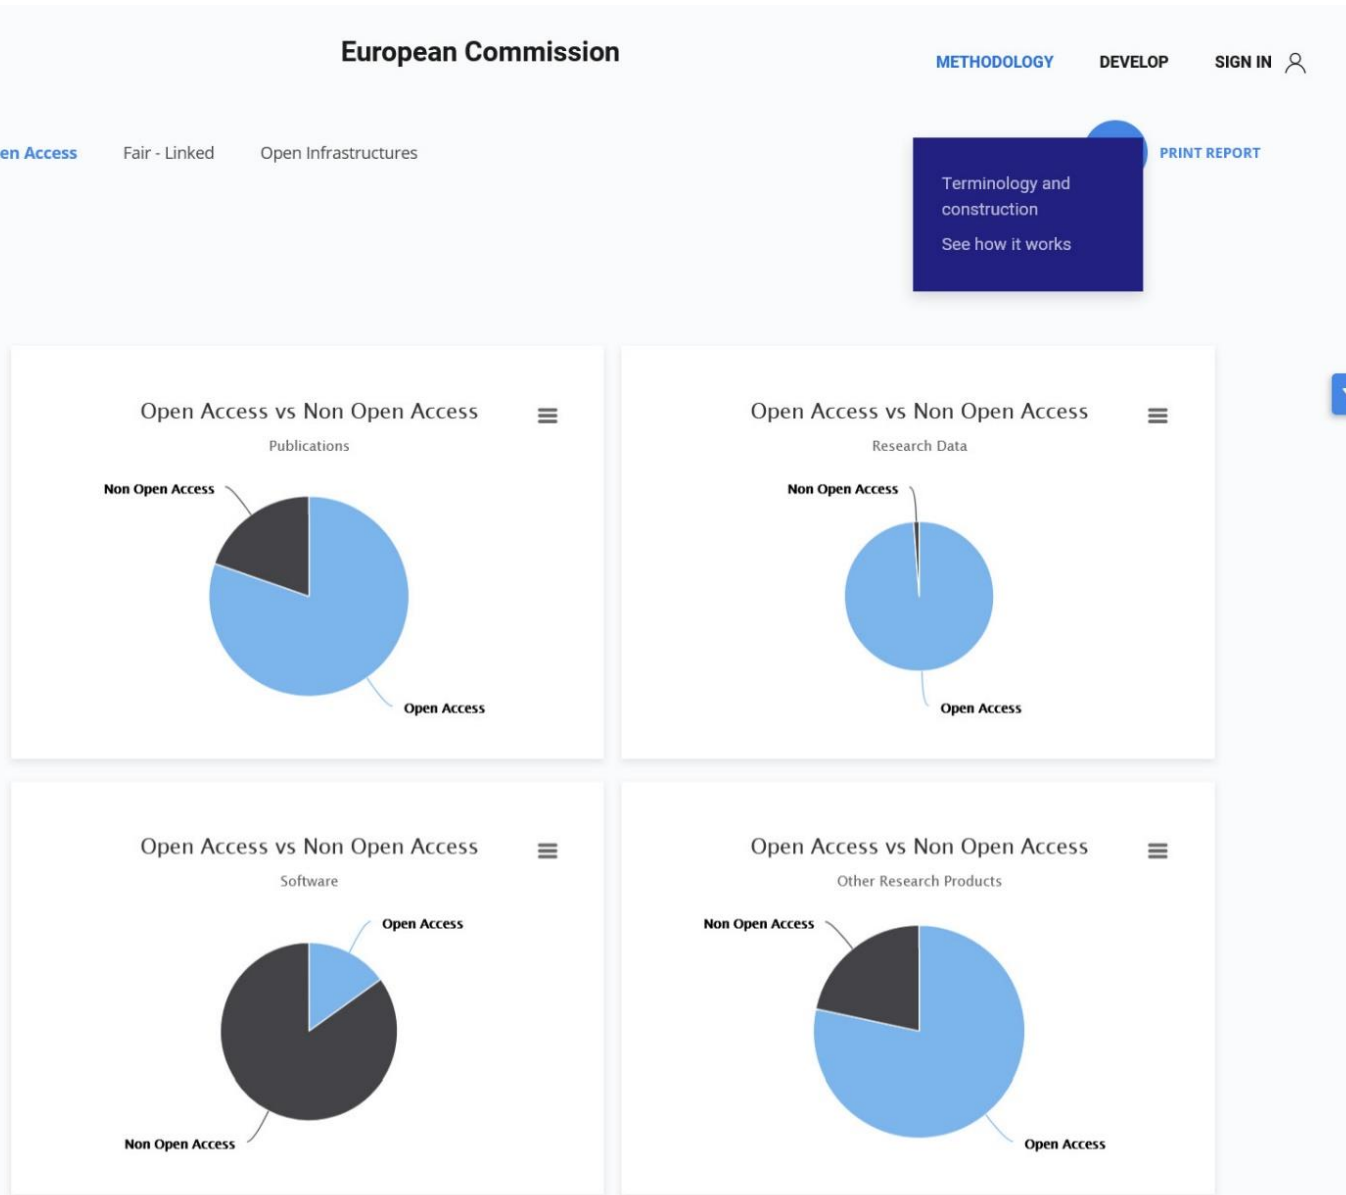 European Commission
METHODOLOGY DEVELOP SIGN IN
en Access Fair - Linked Open Infrastructures
PRINT REPORT
Terminology and
construction
See how it works
Open Access vs Non Open Access
Publications
Non Open Access
Open Access
Open Access vs Non Open Access
Research Data
Non Open Access
Open Access
Open Access vs Non Open Access
Software
Open Access
Non Open Access
Open Access vs Non Open Access
Other Research Products
Non Open Access
Open Access